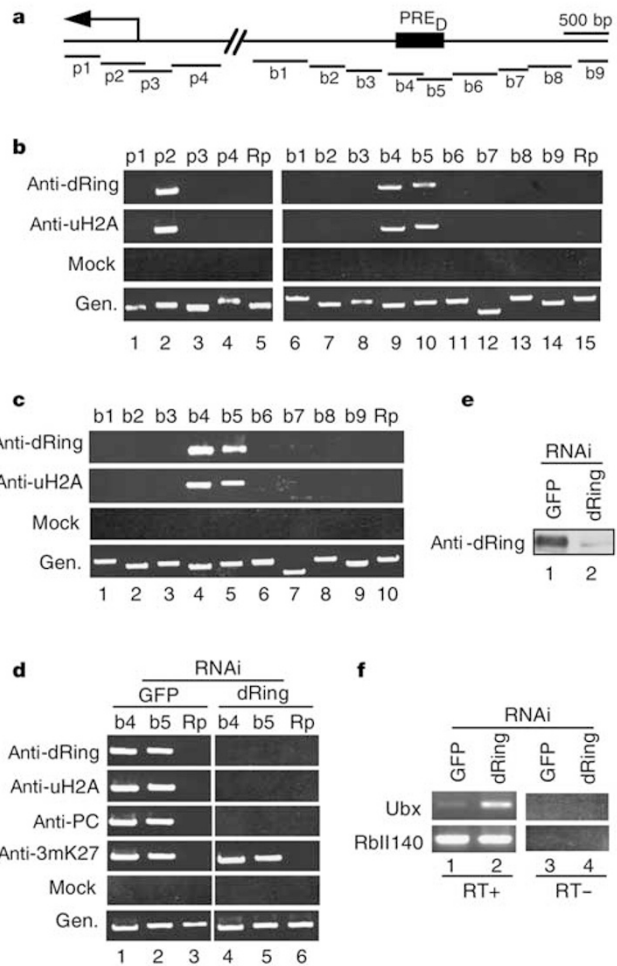 a
PRED
500 bp
p1 p2 p3 p4 b1 b2 b3 b4 b5 b6 b7 b8 b9
b
p1 p2 p3 p4 Rp b1 b2 b3 b4 b5 b6 b7 b8 b9 Rp
Anti-dRing
Anti-uH2A
Mock
Gen.
1 2 3 4 5 6 7 8 9 10 11 12 13 14 15
c
b1 b2 b3 b4 b5 b6 b7 b8 b9 Rp
Anti-dRing
Anti-uH2A
Mock
Gen.
1 2 3 4 5 6 7 8 9 10
e
RNAi
GFP dRing
Anti-dRing
1 2
d
RNAi
GFP dRing
b4 b5 Rp b4 b5 Rp
Anti-dRing
Anti-uH2A
Anti-PC
Anti-3mK27
Mock
Gen.
1 2 3 4 5 6
f
RNAi
GFP dRing GFP dRing
Ubx
RbII140
1 2 3 4
RT+ RT–